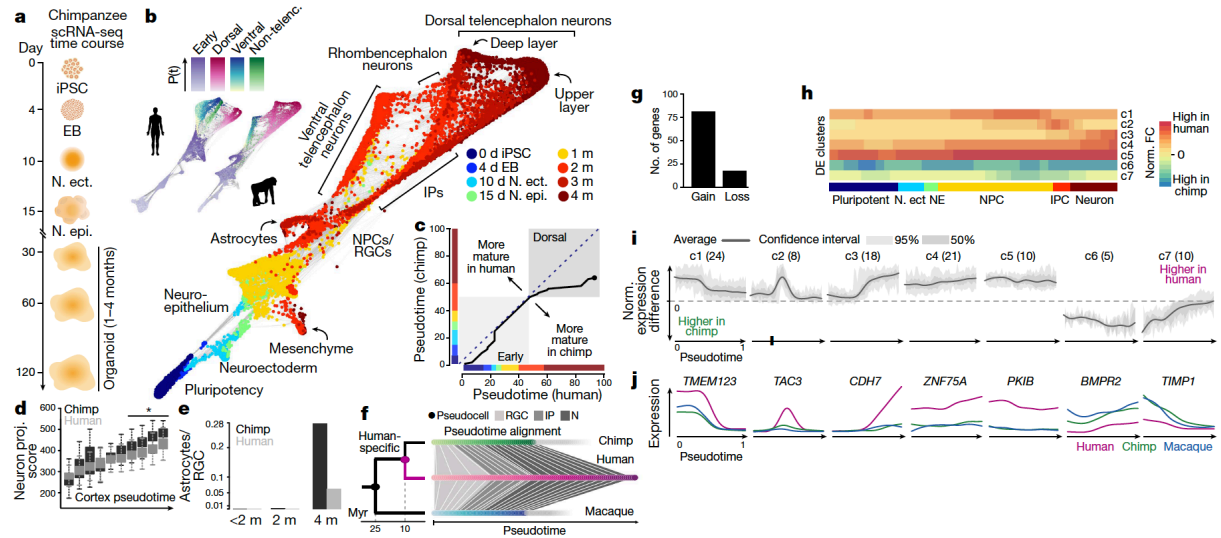 a
Chimpanzee
scRNA-seq
time course
Day
0
iPSC
4
EB
10
N. ect.
15
N. epi.
30
60
120
Organoid (1–4 months)
b
Early
Dorsal
Ventral
Non-telenc.
P(t)
Dorsal telencephalon neurons
Deep layer
Rhombencephalon
neurons
Upper
layer
Ventral
telencephalon
neurons
IPs
0 d iPSC
4 d EB
10 d N. ect.
15 d N. epi.
1 m
2 m
3 m
4 m
Astrocytes
NPCs/
RGCs
Neuro-
epithelium
Mesenchyme
Neuroectoderm
Pluripotency
c
Pseudotime (chimp)
100
80
60
40
20
0
More
mature
in human
Dorsal
More
mature
in chimp
Early
0 20 40 60 80 100
Pseudotime (human)
d
Neuron proj.
score
600
500
400
300
200
Chimp
Human
*
Cortex pseudotime
e
Astrocytes/
RGC
0.28
0.2
0.11
0.05
0.01
Chimp
Human
<2 m 2 m 4 m
f
Pseudocell RGC IP N
Human-
specific
Pseudotime alignment
Chimp
Human
Macaque
Myr
25 10
Pseudotime
g
No. of genes
100
75
50
25
0
Gain Loss
h
DE clusters
c1
c2
c3
c4
c5
c6
c7
Pluripotent N. ect NE NPC IPC Neuron
High in
human
0
High in
chimp
Norm. FC
i
Average Confidence interval 95% 50%
c1 (24) c2 (8) c3 (18) c4 (21) c5 (10) c6 (5) c7 (10)
Norm.
expression
difference
0
Higher in
human
Higher in
chimp
0 1
Pseudotime
j
TMEM123 TAC3 CDH7 ZNF75A PKIB BMPR2 TIMP1
Expression
0 1
Pseudotime
Human Chimp Macaque